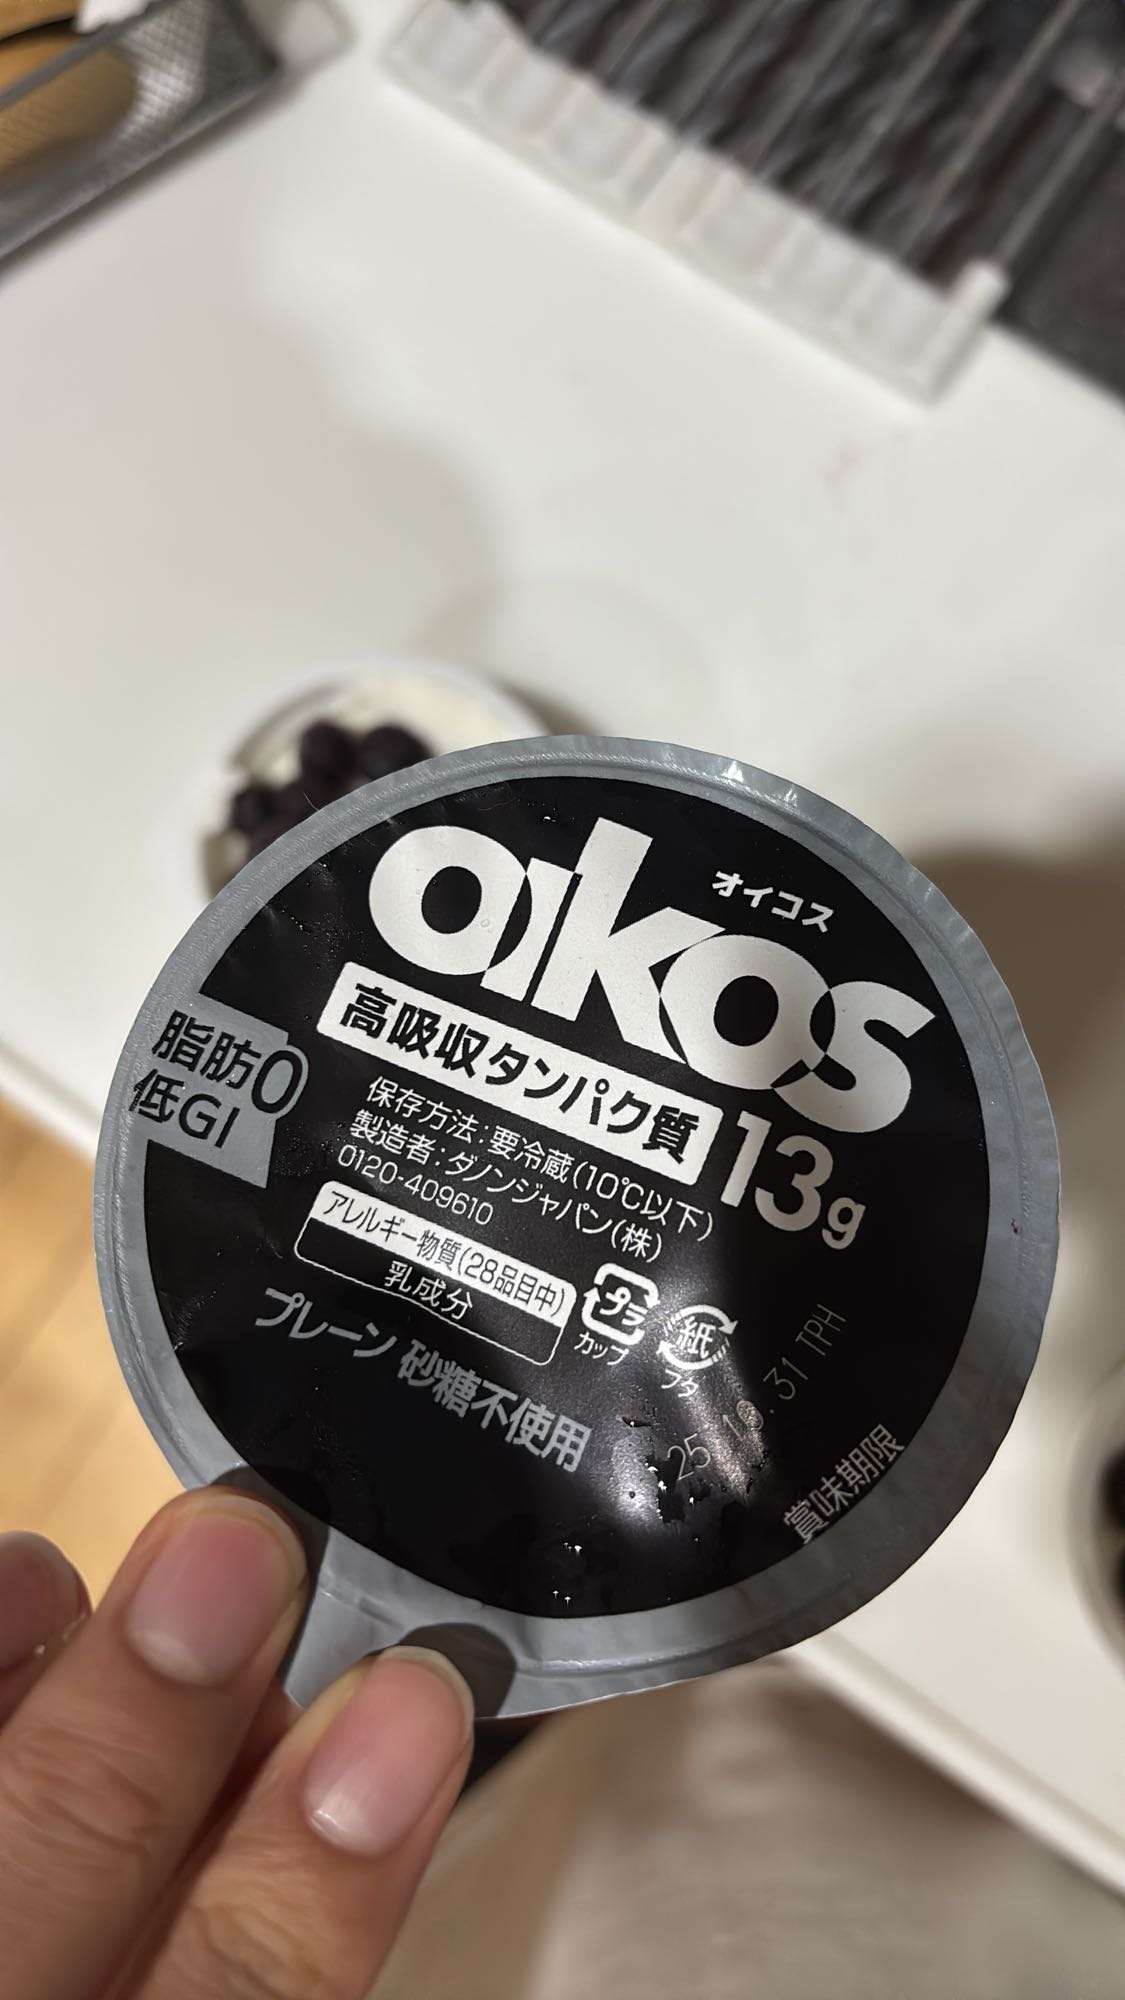 オイコス
oikos
高吸収タンパク質 13g
脂肪0
低GI
保存方法:要冷蔵(10℃以下)
製造者:ダノンジャパン(株)
0120-409610
アレルギー物質(28品目中)
乳成分
プラ
カップ
紙
フタ
プレーン 砂糖不使用
25.10.31 TPH
賞味期限